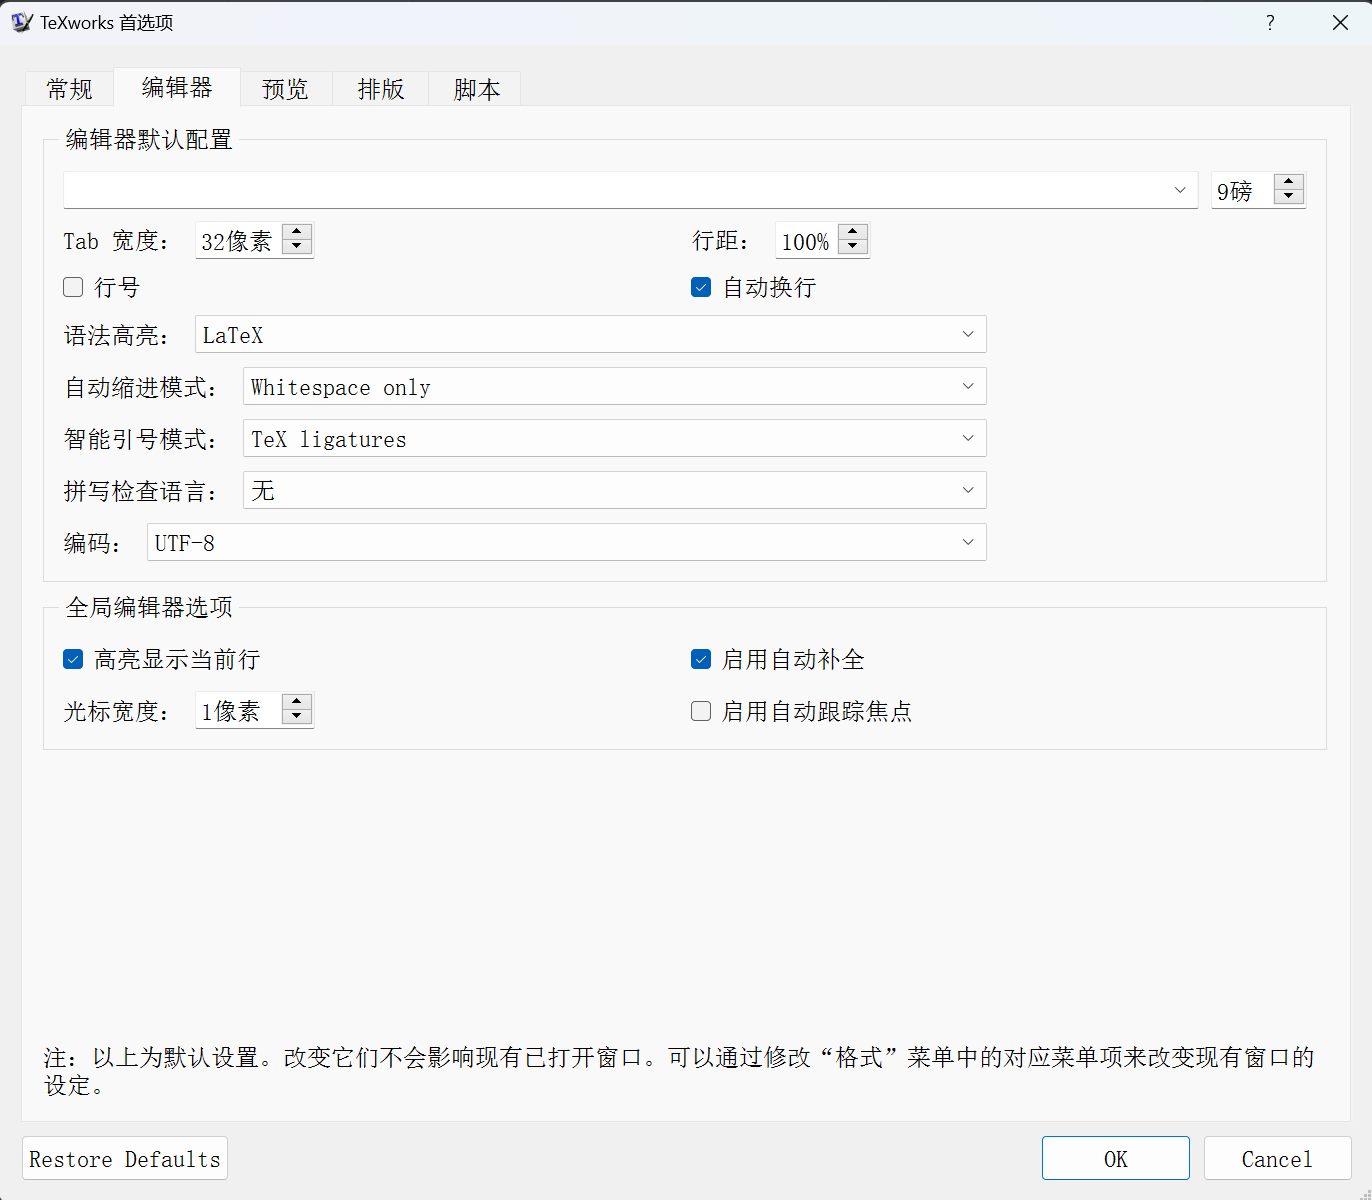 TeXworks 首选项
常规 编辑器 预览 排版 脚本
编辑器默认配置
9磅
Tab 宽度： 32像素 行距： 100%
行号 自动换行
语法高亮： LaTeX
自动缩进模式： Whitespace only
智能引号模式： TeX ligatures
拼写检查语言： 无
编码： UTF-8
全局编辑器选项
高亮显示当前行 启用自动补全
光标宽度： 1像素 启用自动跟踪焦点
注：以上为默认设置。改变它们不会影响现有已打开窗口。可以通过修改“格式”菜单中的对应菜单项来改变现有窗口的
设定。
Restore Defaults OK Cancel